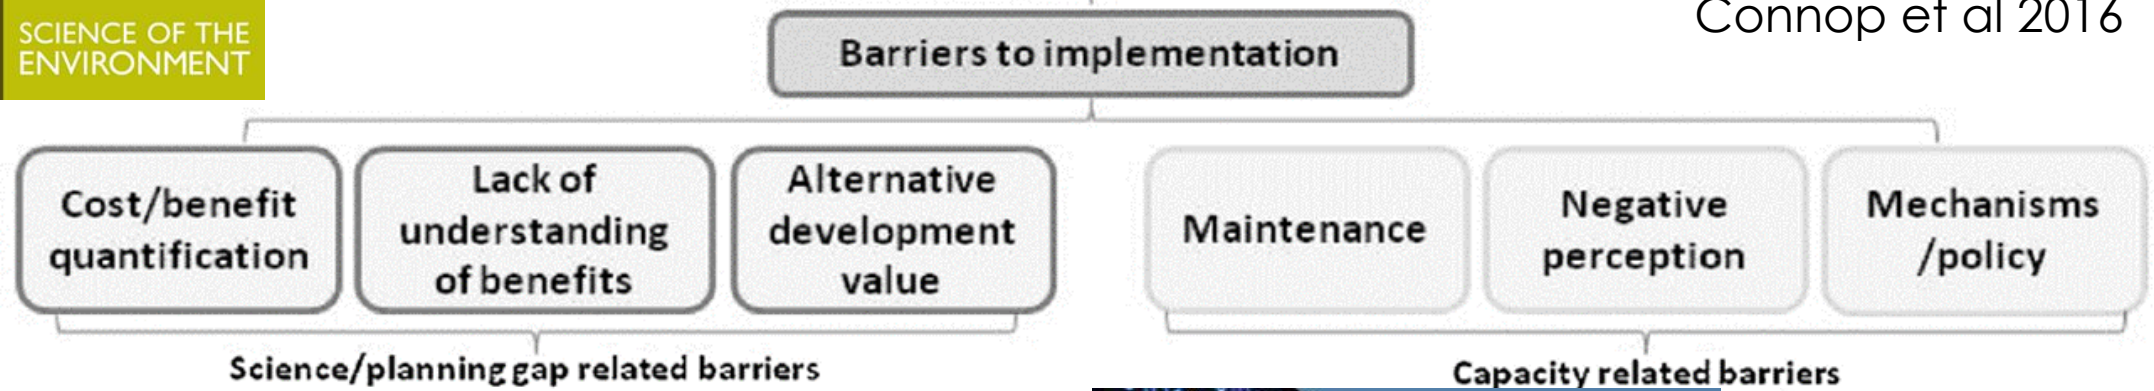 SCIENCE OF THE
ENVIRONMENT
Connop et al 2016
Barriers to implementation
Cost/benefit
quantification
Lack of
understanding
of benefits
Alternative
development
value
Maintenance
Negative
perception
Mechanisms
/policy
Science/planning gap related barriers
Capacity related barriers